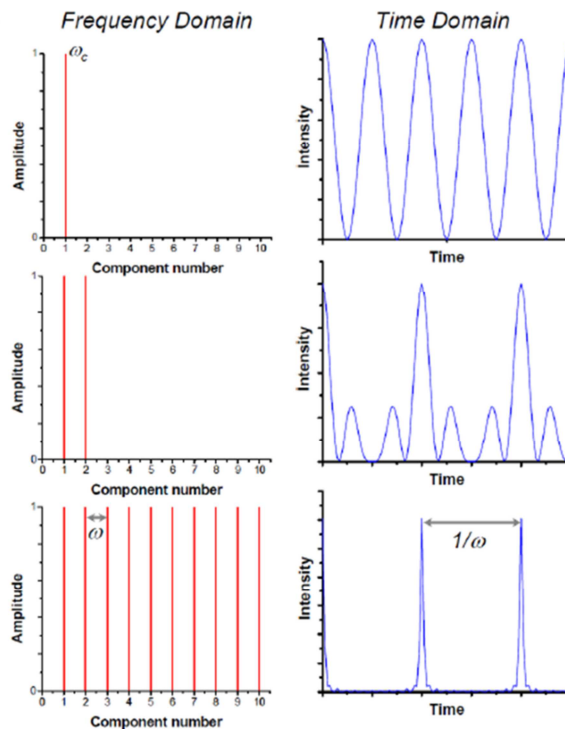 Frequency Domain
Time Domain
ω_c
1
Amplitude
0
0 1 2 3 4 5 6 7 8 9 10
Component number
Intensity
Time
1
Amplitude
0
0 1 2 3 4 5 6 7 8 9 10
Component number
Intensity
Time
1
ω
Amplitude
0
0 1 2 3 4 5 6 7 8 9 10
Component number
1/ω
Intensity
Time